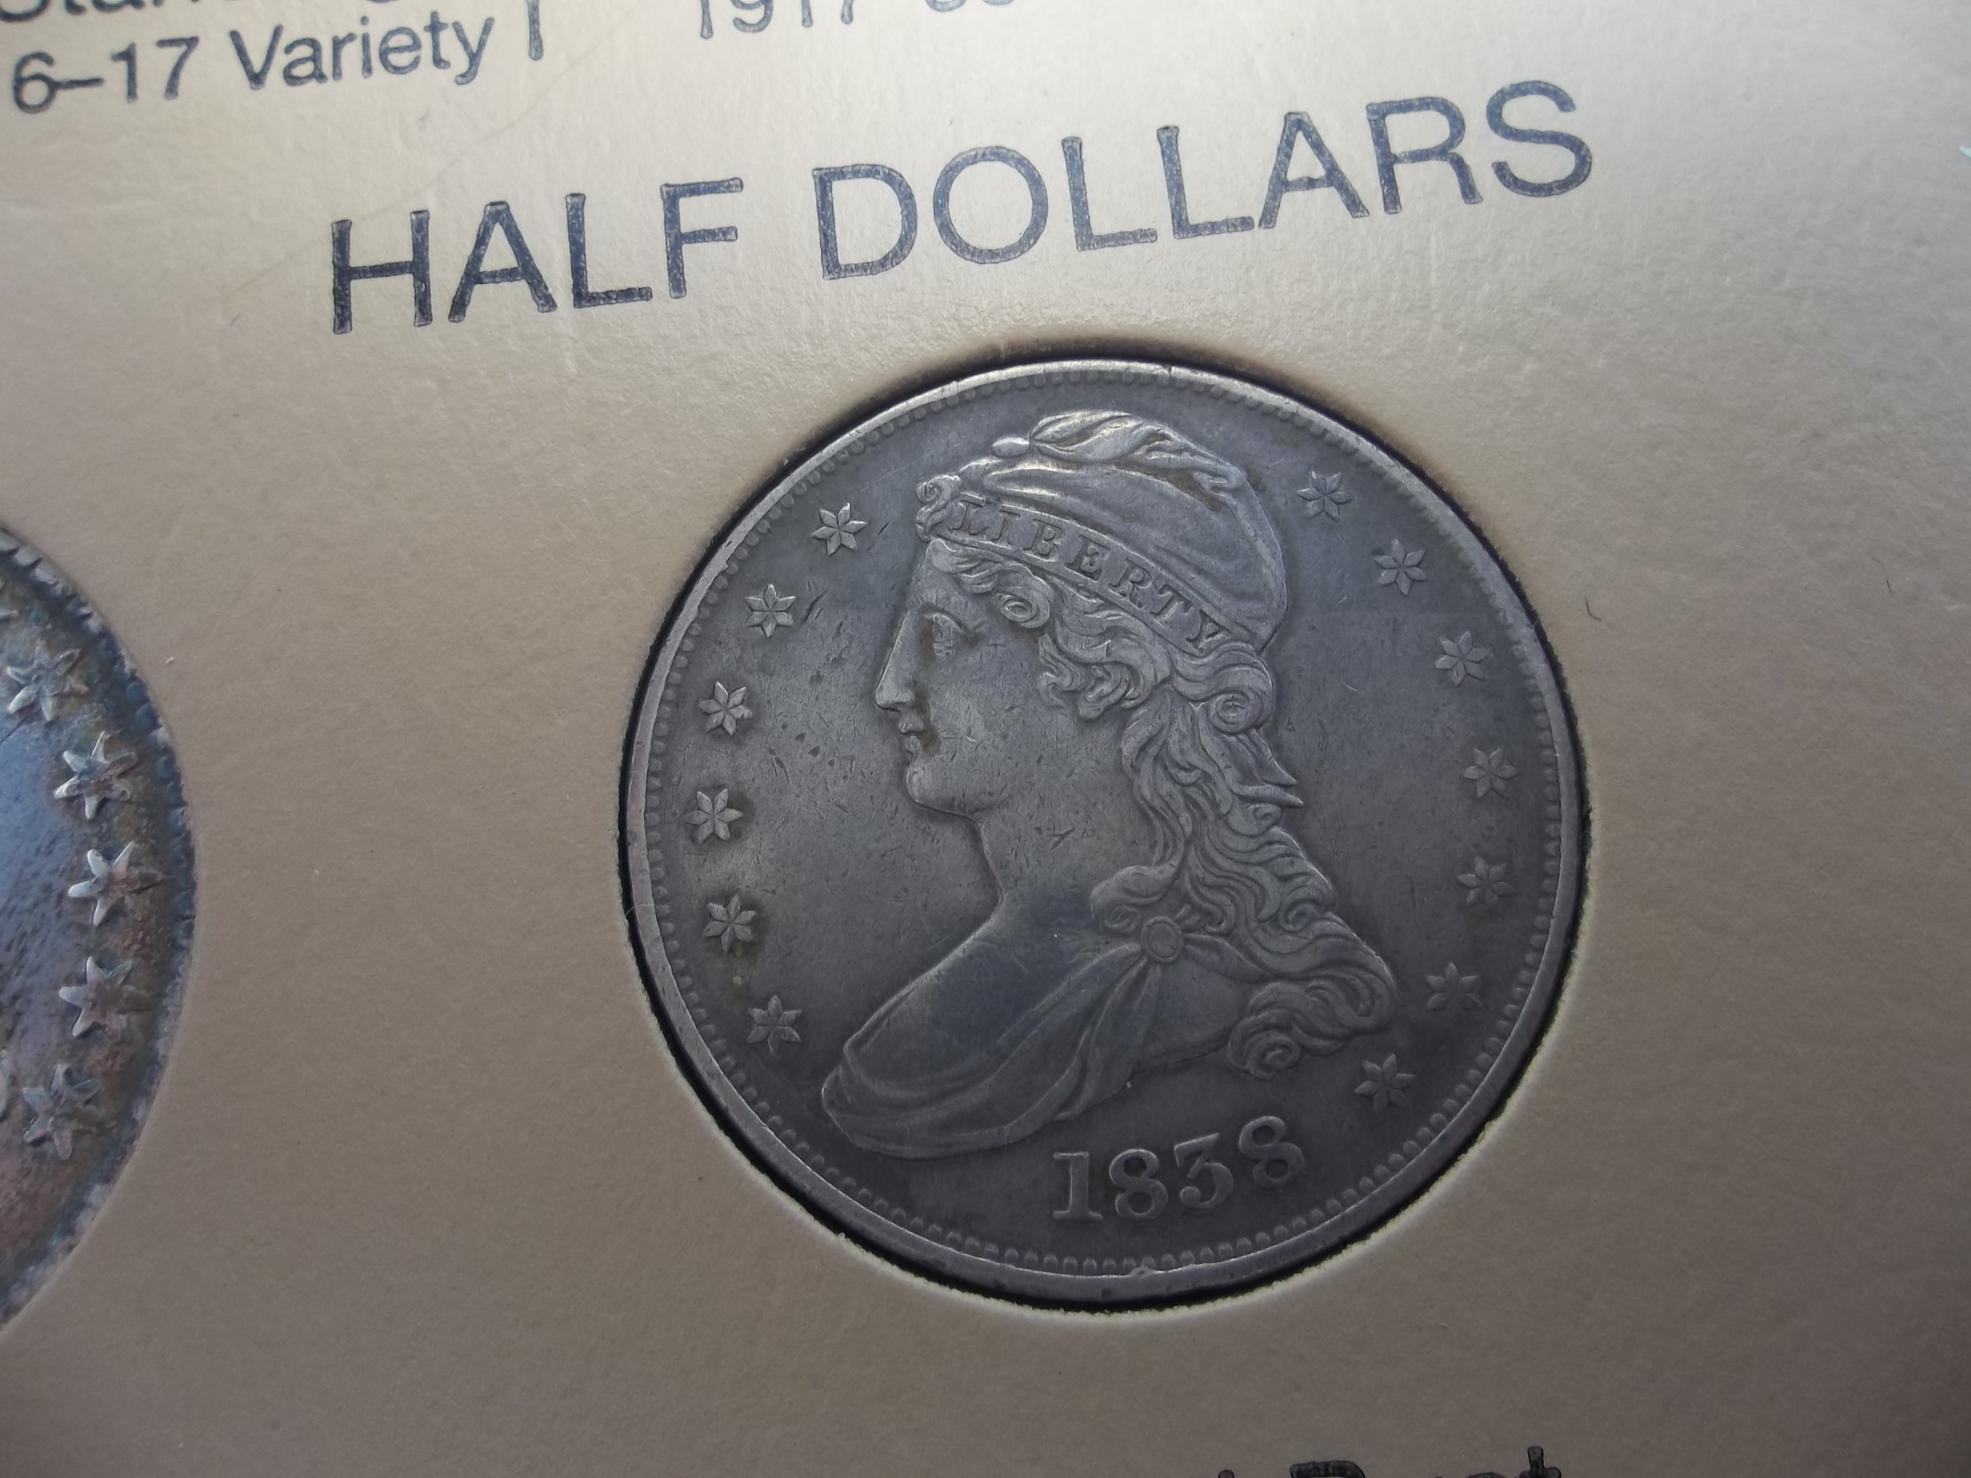 6–17 Variety I
HALF DOLLARS
LIBERTY
1838